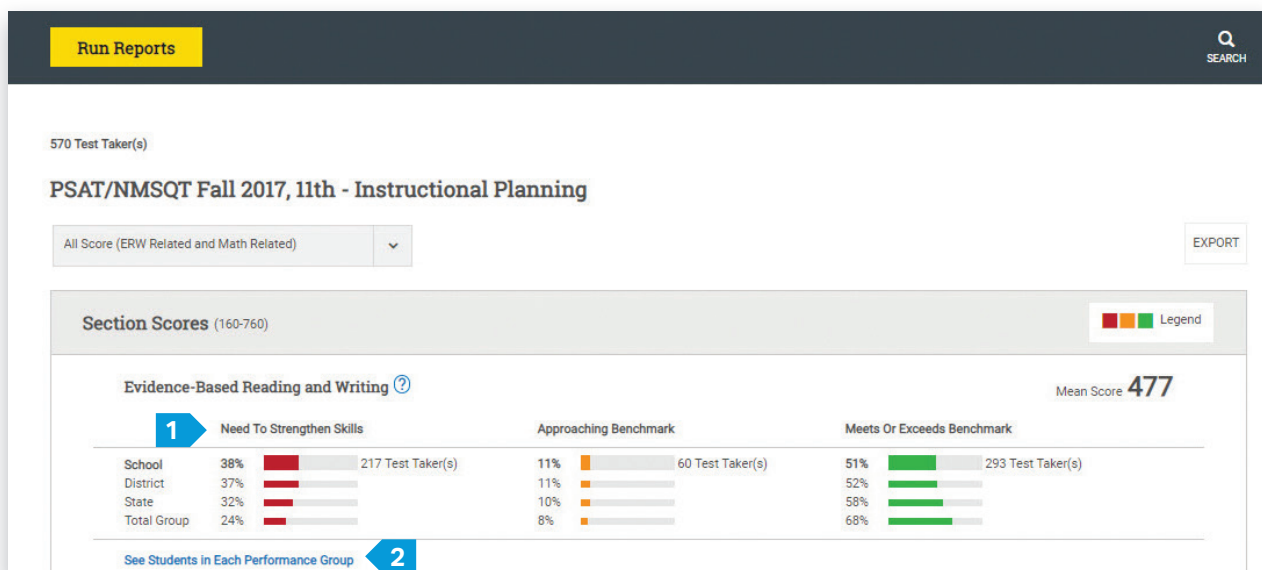 Run Reports
SEARCH
570 Test Taker(s)
PSAT/NMSQT Fall 2017, 11th - Instructional Planning
All Score (ERW Related and Math Related)
EXPORT
Section Scores (160-760)
Legend
Evidence-Based Reading and Writing ?
Mean Score 477
1 Need To Strengthen Skills Approaching Benchmark Meets Or Exceeds Benchmark
School 38% 217 Test Taker(s) 11% 60 Test Taker(s) 51% 293 Test Taker(s)
District 37% 11% 52%
State 32% 10% 58%
Total Group 24% 8% 68%
See Students in Each Performance Group 2